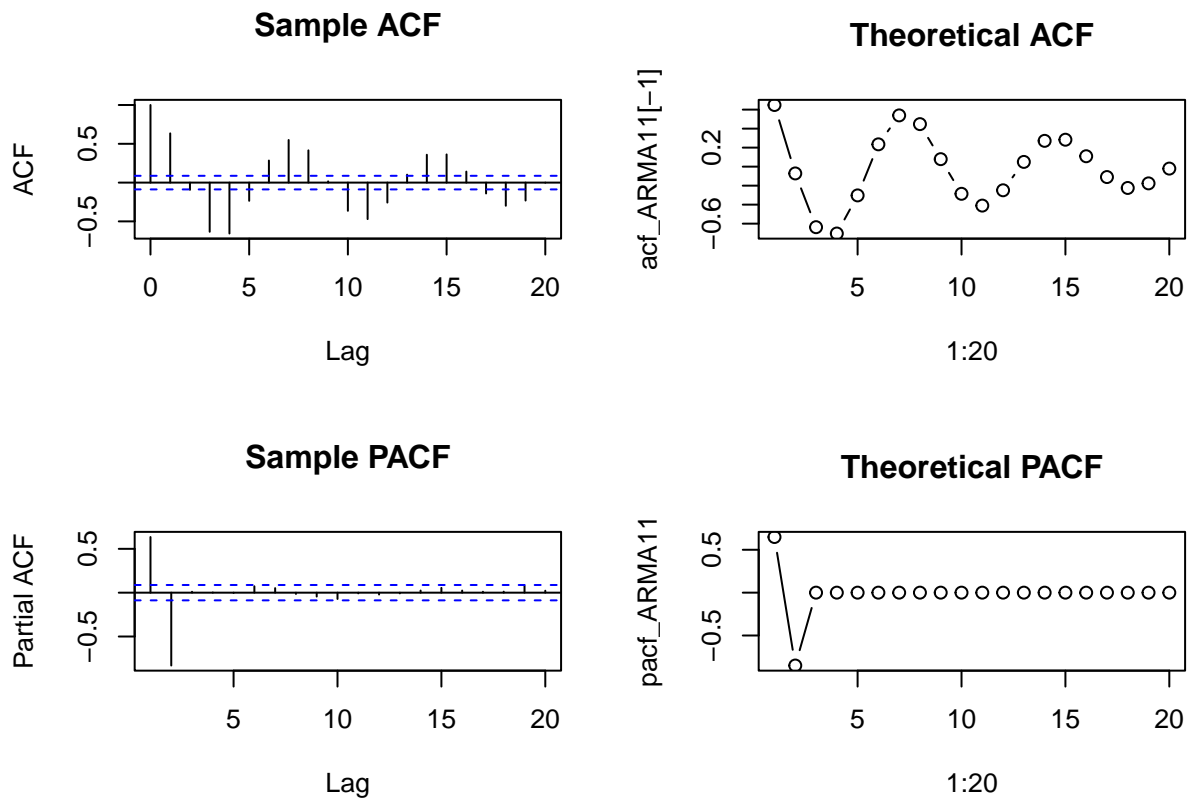 Sample ACF
ACF
−0.5 0.5
0 5 10 15 20
Lag
Theoretical ACF
acf_ARMA11[−1]
−0.6 0.2
5 10 15 20
1:20
Sample PACF
Partial ACF
−0.5 0.5
5 10 15 20
Lag
Theoretical PACF
pacf_ARMA11
−0.5 0.5
5 10 15 20
1:20